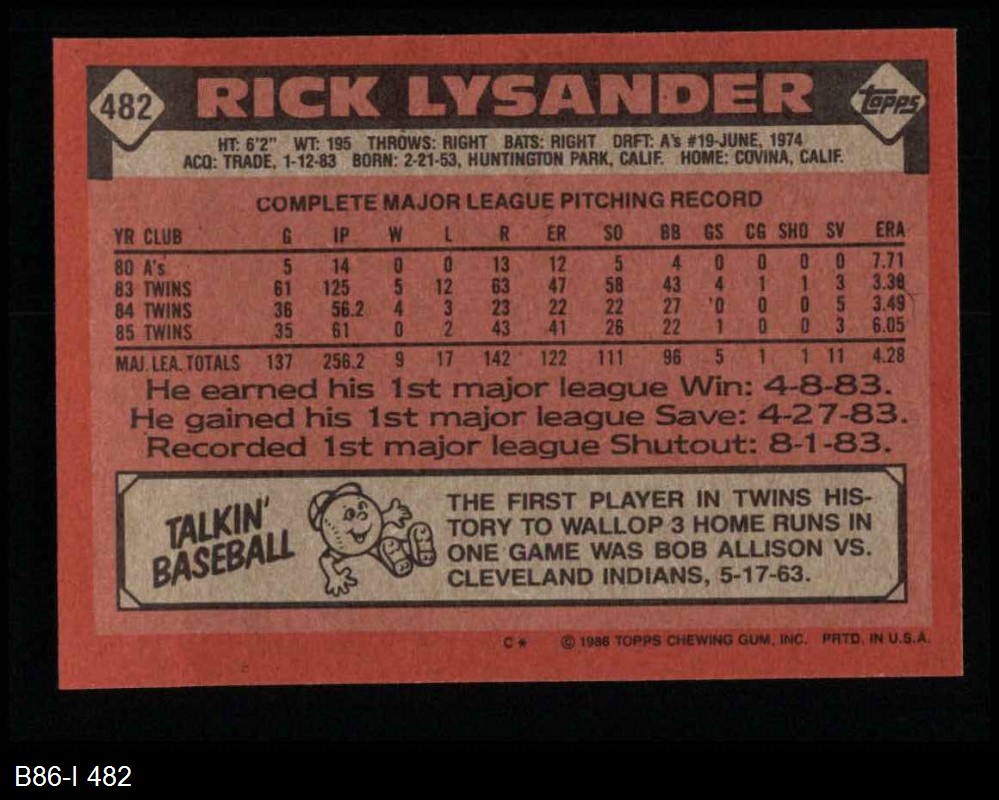 482 RICK LYSANDER Topps
HT: 6'2" WT: 195 THROWS: RIGHT BATS: RIGHT DRFT: A's #19-JUNE, 1974
ACQ: TRADE, 1-12-83 BORN: 2-21-53, HUNTINGTON PARK, CALIF. HOME: COVINA, CALIF.
COMPLETE MAJOR LEAGUE PITCHING RECORD
YR CLUB G IP W L R ER SO BB GS CG SHO SV ERA
80 A's 5 14 0 0 13 12 5 4 0 0 0 0 7.71
83 TWINS 61 125 5 12 63 47 58 43 4 1 1 3 3.38
84 TWINS 36 56.2 4 3 23 22 22 27 0 0 0 5 3.49
85 TWINS 35 61 0 2 43 41 26 22 1 0 0 3 6.05
MAJ. LEA. TOTALS 137 256.2 9 17 142 122 111 96 5 1 1 11 4.28
He earned his 1st major league Win: 4-8-83.
He gained his 1st major league Save: 4-27-83.
Recorded 1st major league Shutout: 8-1-83.
TALKIN'
BASEBALL
THE FIRST PLAYER IN TWINS HIS-
TORY TO WALLOP 3 HOME RUNS IN
ONE GAME WAS BOB ALLISON VS.
CLEVELAND INDIANS, 5-17-63.
C* © 1986 TOPPS CHEWING GUM, INC. PRTD. IN U.S.A.
B86-I 482